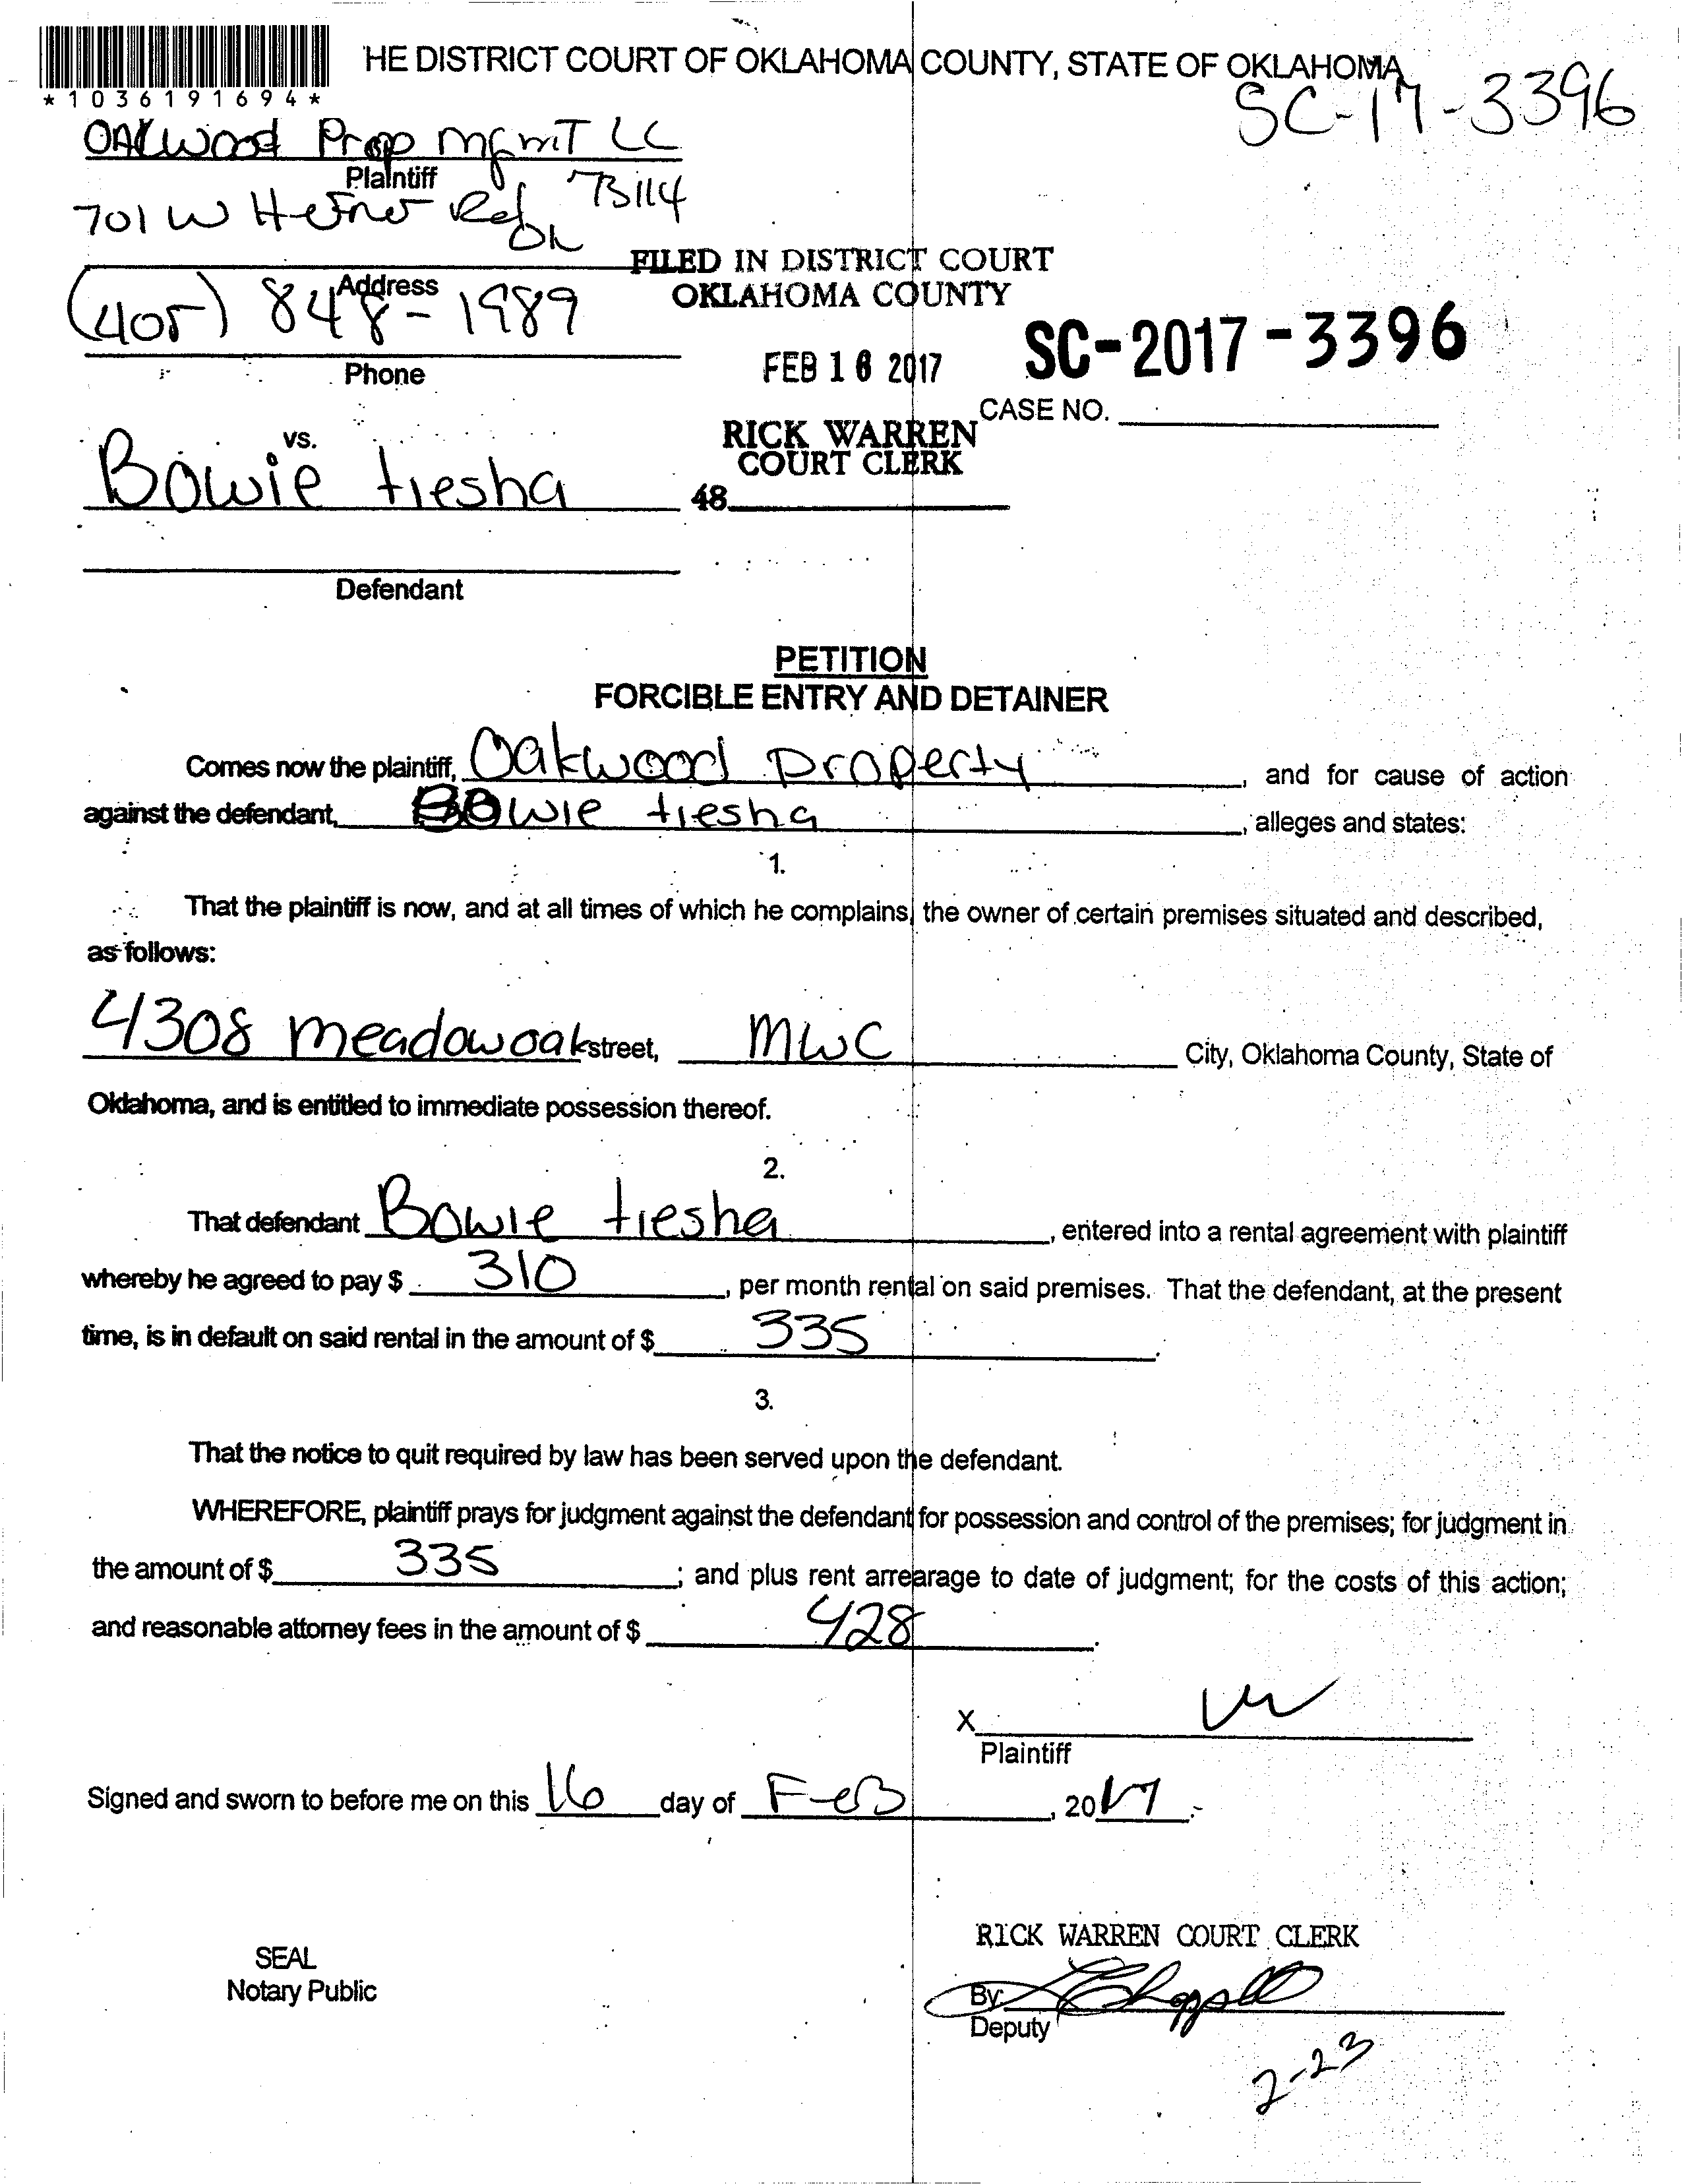 HE DISTRICT COURT OF OKLAHOMA COUNTY, STATE OF OKLAHOMA
*1036191694*
SC-17-3396
OAKwood Prop mgmT LC
Plaintiff
701 W Hefner Rd 73114
OK
FILED IN DISTRICT COURT
Address
OKLAHOMA COUNTY
(405) 848-1989
Phone
FEB 16 2017
SC-2017-3396
CASE NO.
RICK WARREN
COURT CLERK
48
vs.
Bowie tiesha
Defendant
PETITION
FORCIBLE ENTRY AND DETAINER
Comes now the plaintiff, Oakwood Property, and for cause of action
against the defendant, Bowie tiesha, alleges and states:
1.
That the plaintiff is now, and at all times of which he complains, the owner of certain premises situated and described,
as follows:
4308 meadowoak street, MWC City, Oklahoma County, State of
Oklahoma, and is entitled to immediate possession thereof.
2.
That defendant Bowie tiesha, entered into a rental agreement with plaintiff
whereby he agreed to pay $ 310, per month rental on said premises. That the defendant, at the present
time, is in default on said rental in the amount of $ 335.
3.
That the notice to quit required by law has been served upon the defendant.
WHEREFORE, plaintiff prays for judgment against the defendant for possession and control of the premises; for judgment in
the amount of $ 335; and plus rent arrearage to date of judgment; for the costs of this action;
and reasonable attorney fees in the amount of $ 428.
X
Plaintiff
Signed and sworn to before me on this 16 day of FeB, 2017.
RICK WARREN COURT CLERK
SEAL
Notary Public
By
Deputy
2-23